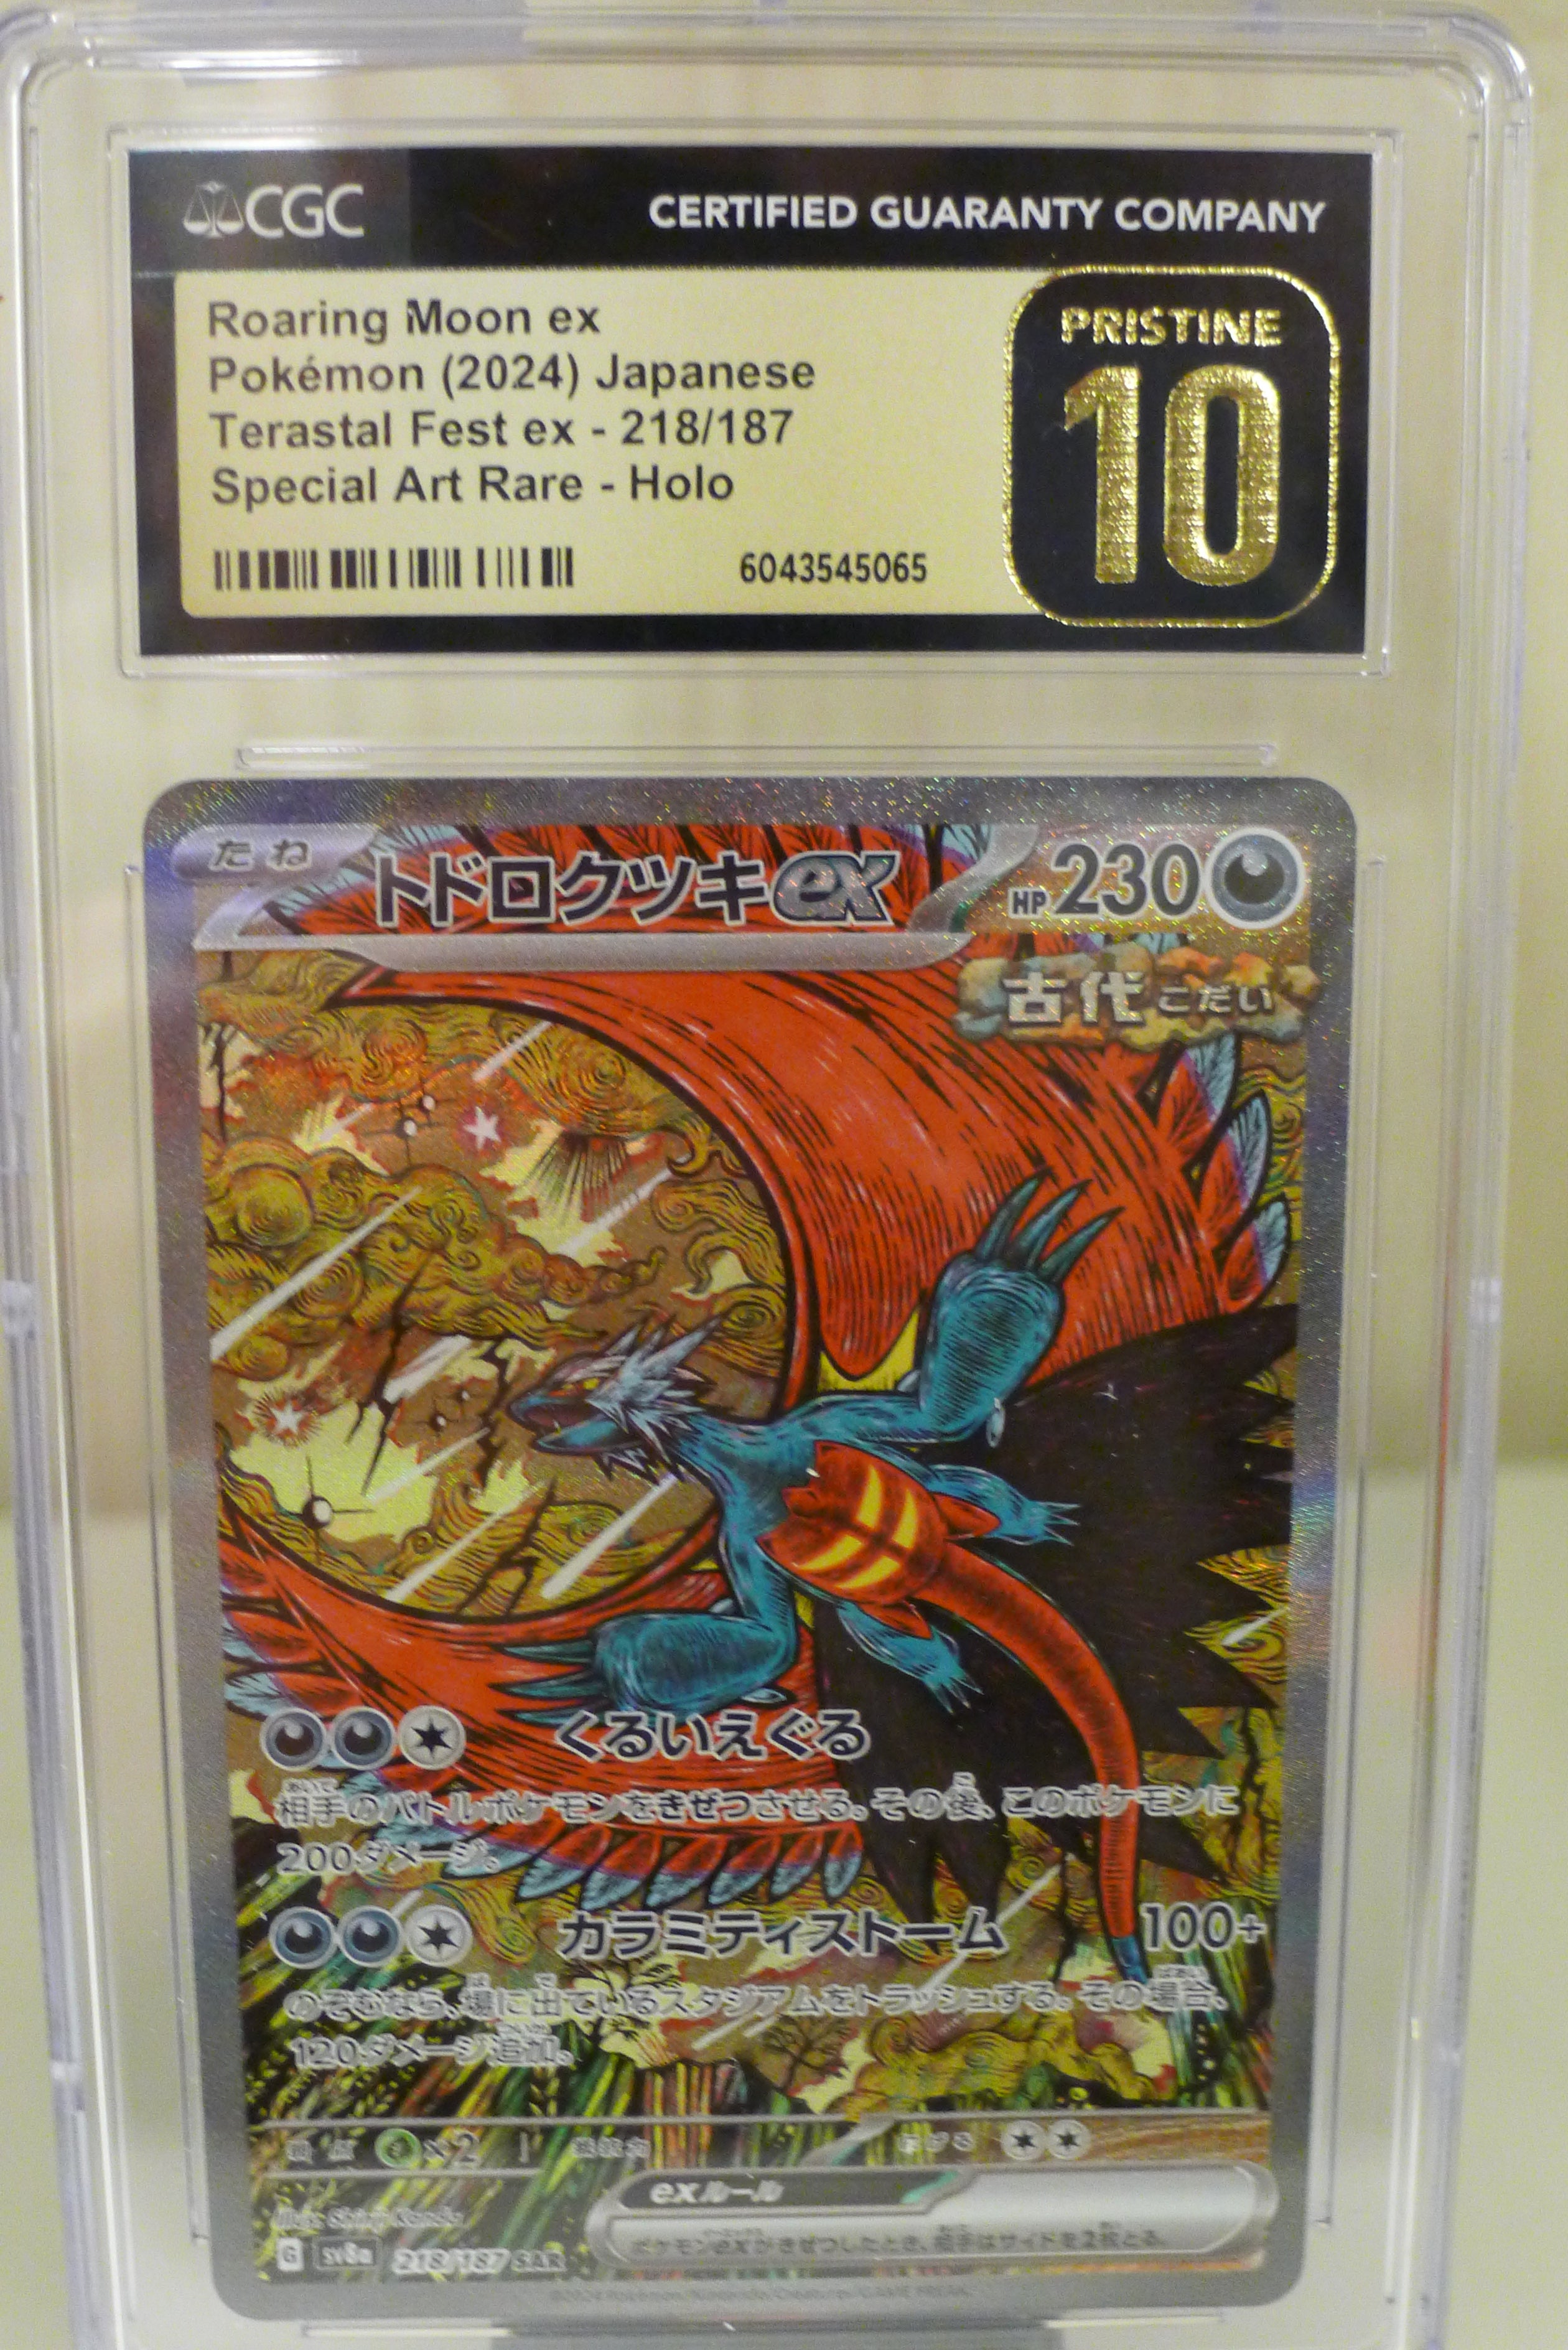 CGC
CERTIFIED GUARANTY COMPANY
Roaring Moon ex
Pokémon (2024) Japanese
Terastal Fest ex - 218/187
Special Art Rare - Holo
6043545065
PRISTINE
10
たね
トドロクツキex
HP 230
古代 こだい
くるいえぐる
相手のバトルポケモンをきぜつさせる。その後、このポケモンに
200ダメージ。
カラミティストーム 100+
のぞむなら、場に出ているスタジアムをトラッシュする。その場合、
120ダメージ追加。
×2
にげる
exルール
ポケモンexがきぜつしたとき、相手はサイドを2枚とる。
G sv8a 218/187 SAR